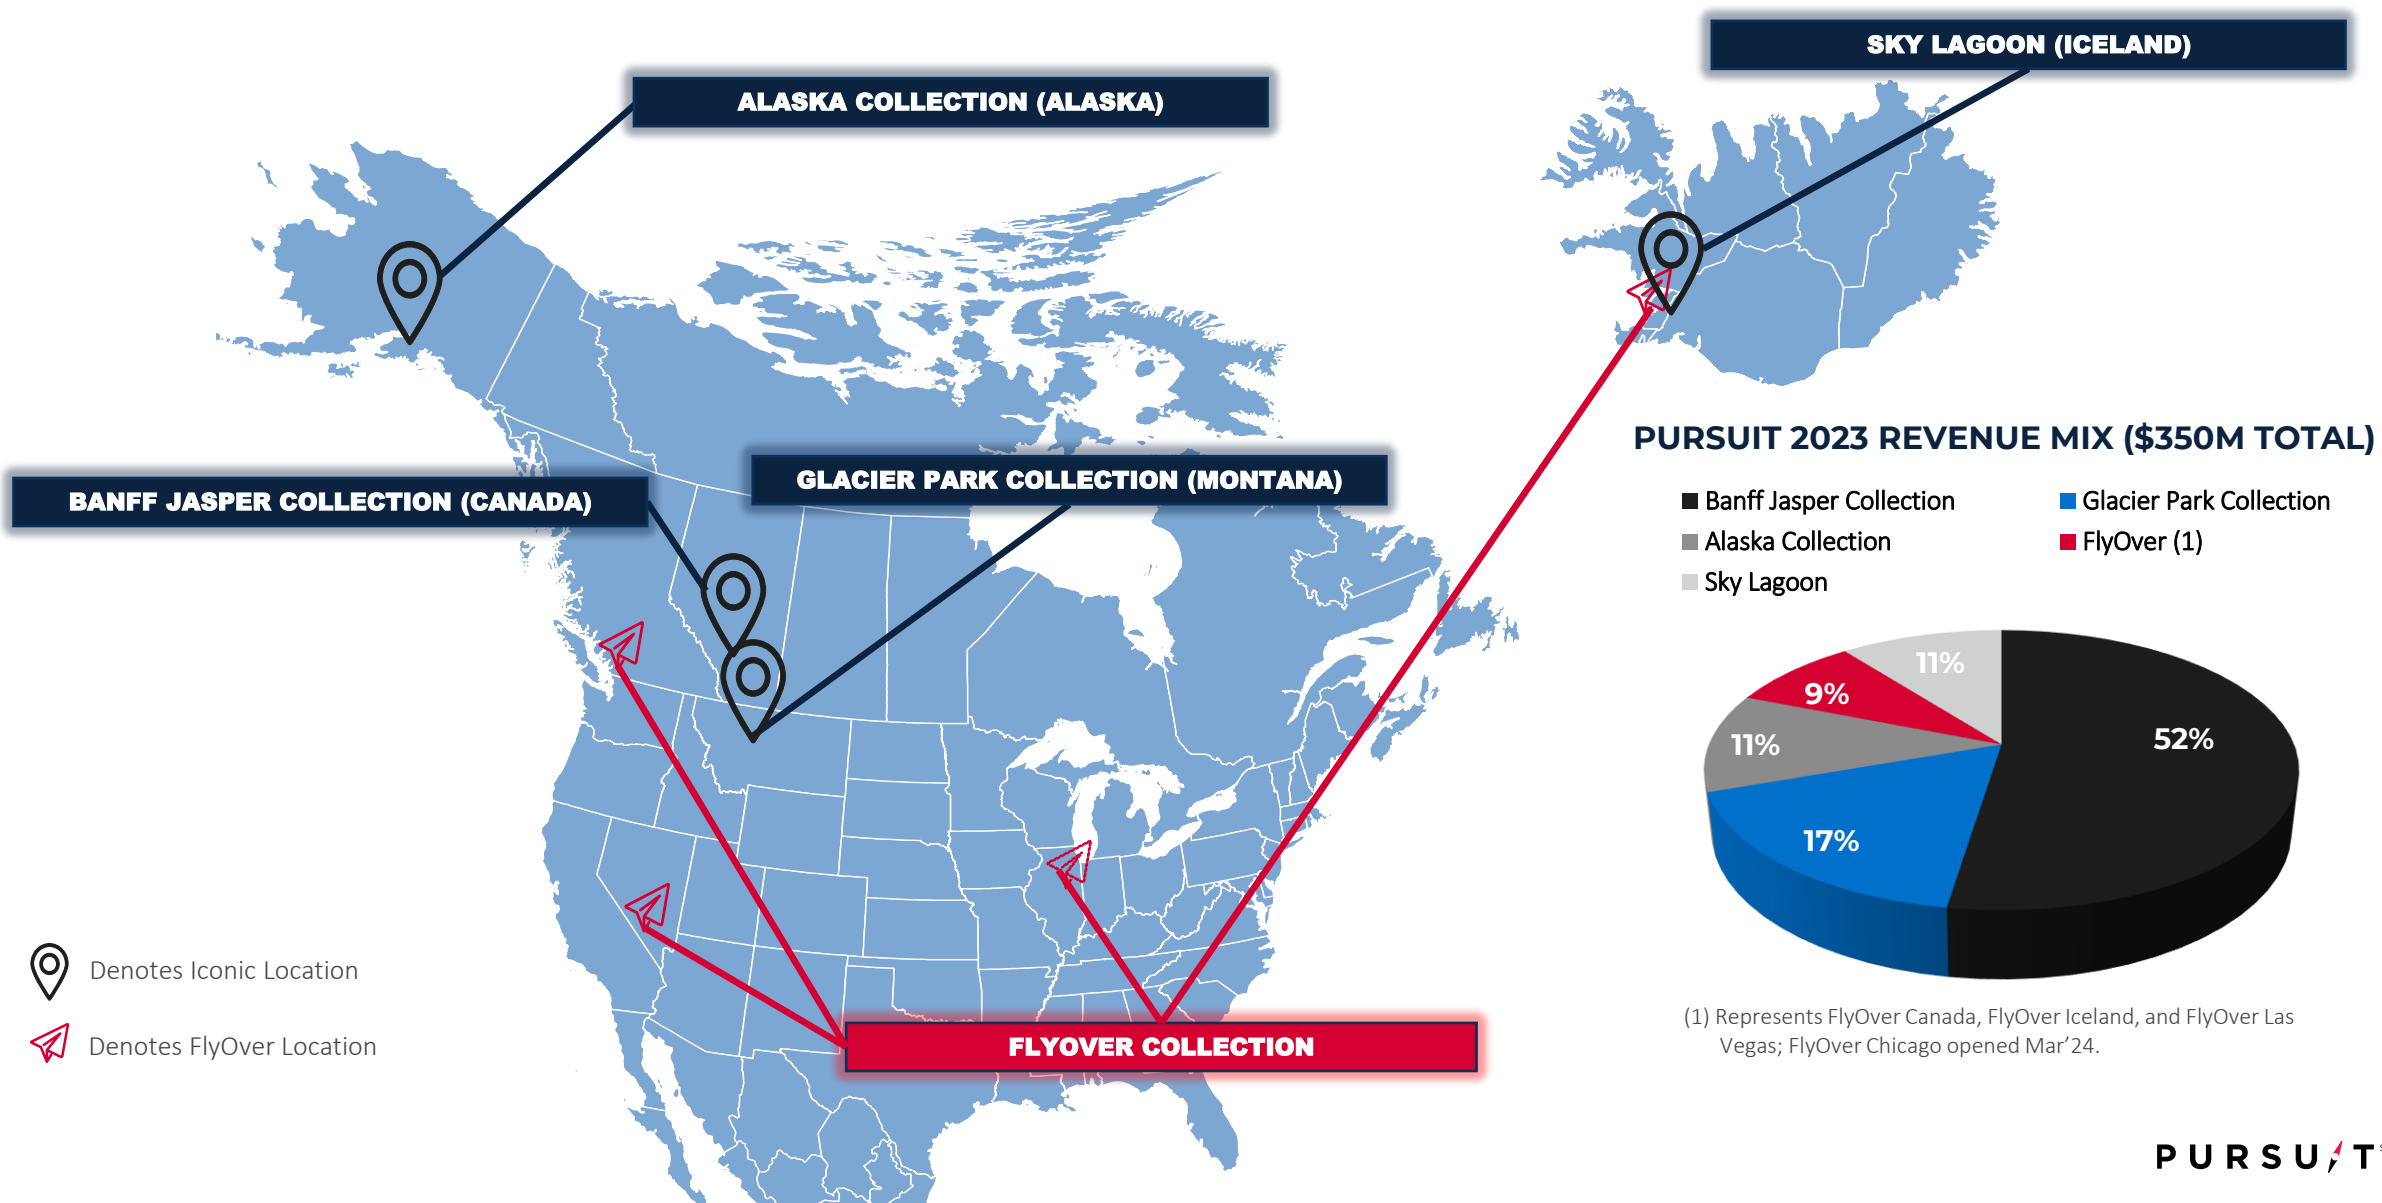 SKY LAGOON (ICELAND)
ALASKA COLLECTION (ALASKA)
GLACIER PARK COLLECTION (MONTANA)
BANFF JASPER COLLECTION (CANADA)
PURSUIT 2023 REVENUE MIX ($350M TOTAL)
Banff Jasper Collection
Glacier Park Collection
Alaska Collection
FlyOver (1)
Sky Lagoon
11%
9%
11%
52%
17%
Denotes Iconic Location
Denotes FlyOver Location
FLYOVER COLLECTION
(1) Represents FlyOver Canada, FlyOver Iceland, and FlyOver Las
Vegas; FlyOver Chicago opened Mar’24.
PURSUIT